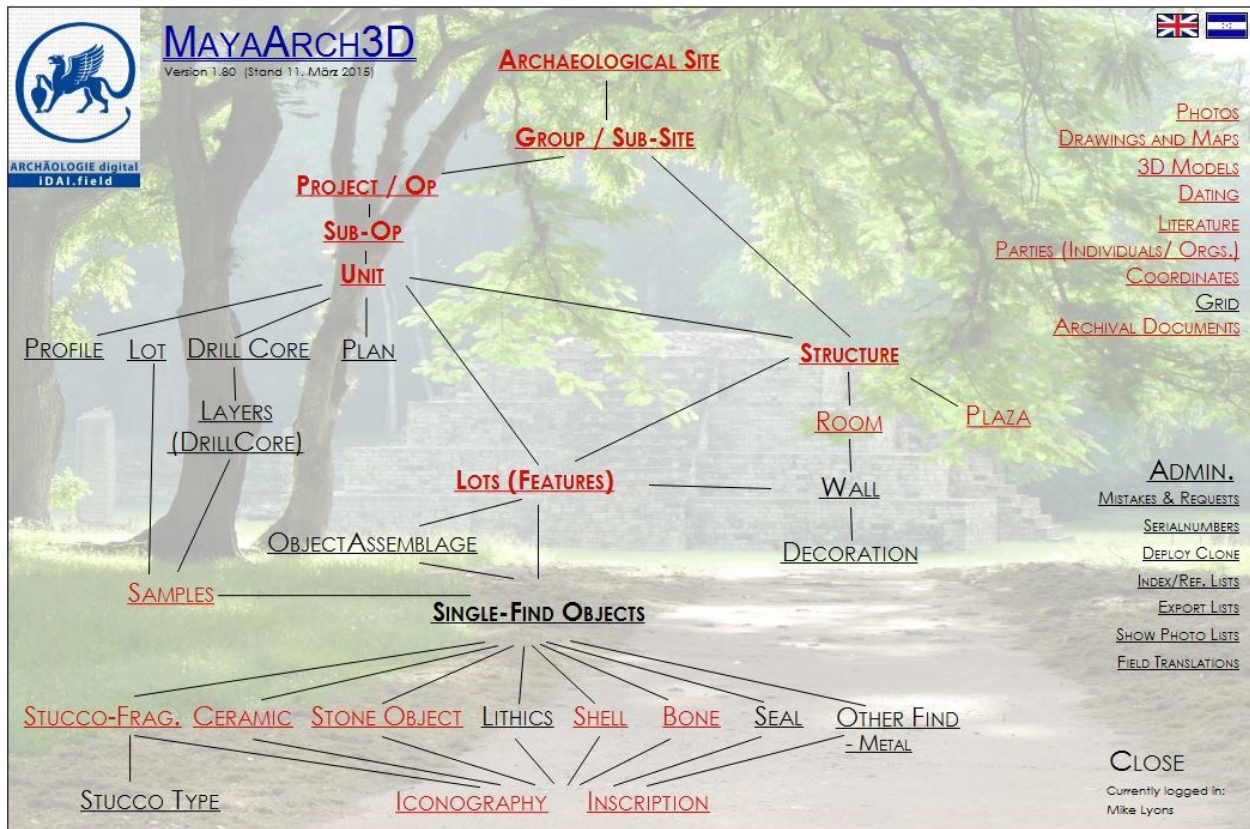 MayaArch3D
Version 1.80 (Stand 11. März 2015)
ARCHÄOLOGIE digital
iDAI.field
Archaeological Site
Group / Sub-Site
Project / Op
Sub-Op
Unit
Profile
Lot
Drill Core
Plan
Layers
(DrillCore)
Structure
Room
Plaza
Lots (Features)
Wall
ObjectAssemblage
Decoration
Samples
Single-Find Objects
Stucco-Frag.
Ceramic
Stone Object
Lithics
Shell
Bone
Seal
Other Find
- Metal
Stucco Type
Iconography
Inscription
Photos
Drawings and Maps
3D Models
Dating
Literature
Parties (Individuals/ Orgs.)
Coordinates
Grid
Archival Documents
Admin.
Mistakes & Requests
Serialnumbers
Deploy Clone
Index/Ref. Lists
Export Lists
Show Photo Lists
Field Translations
Close
Currently logged in:
Mike Lyons